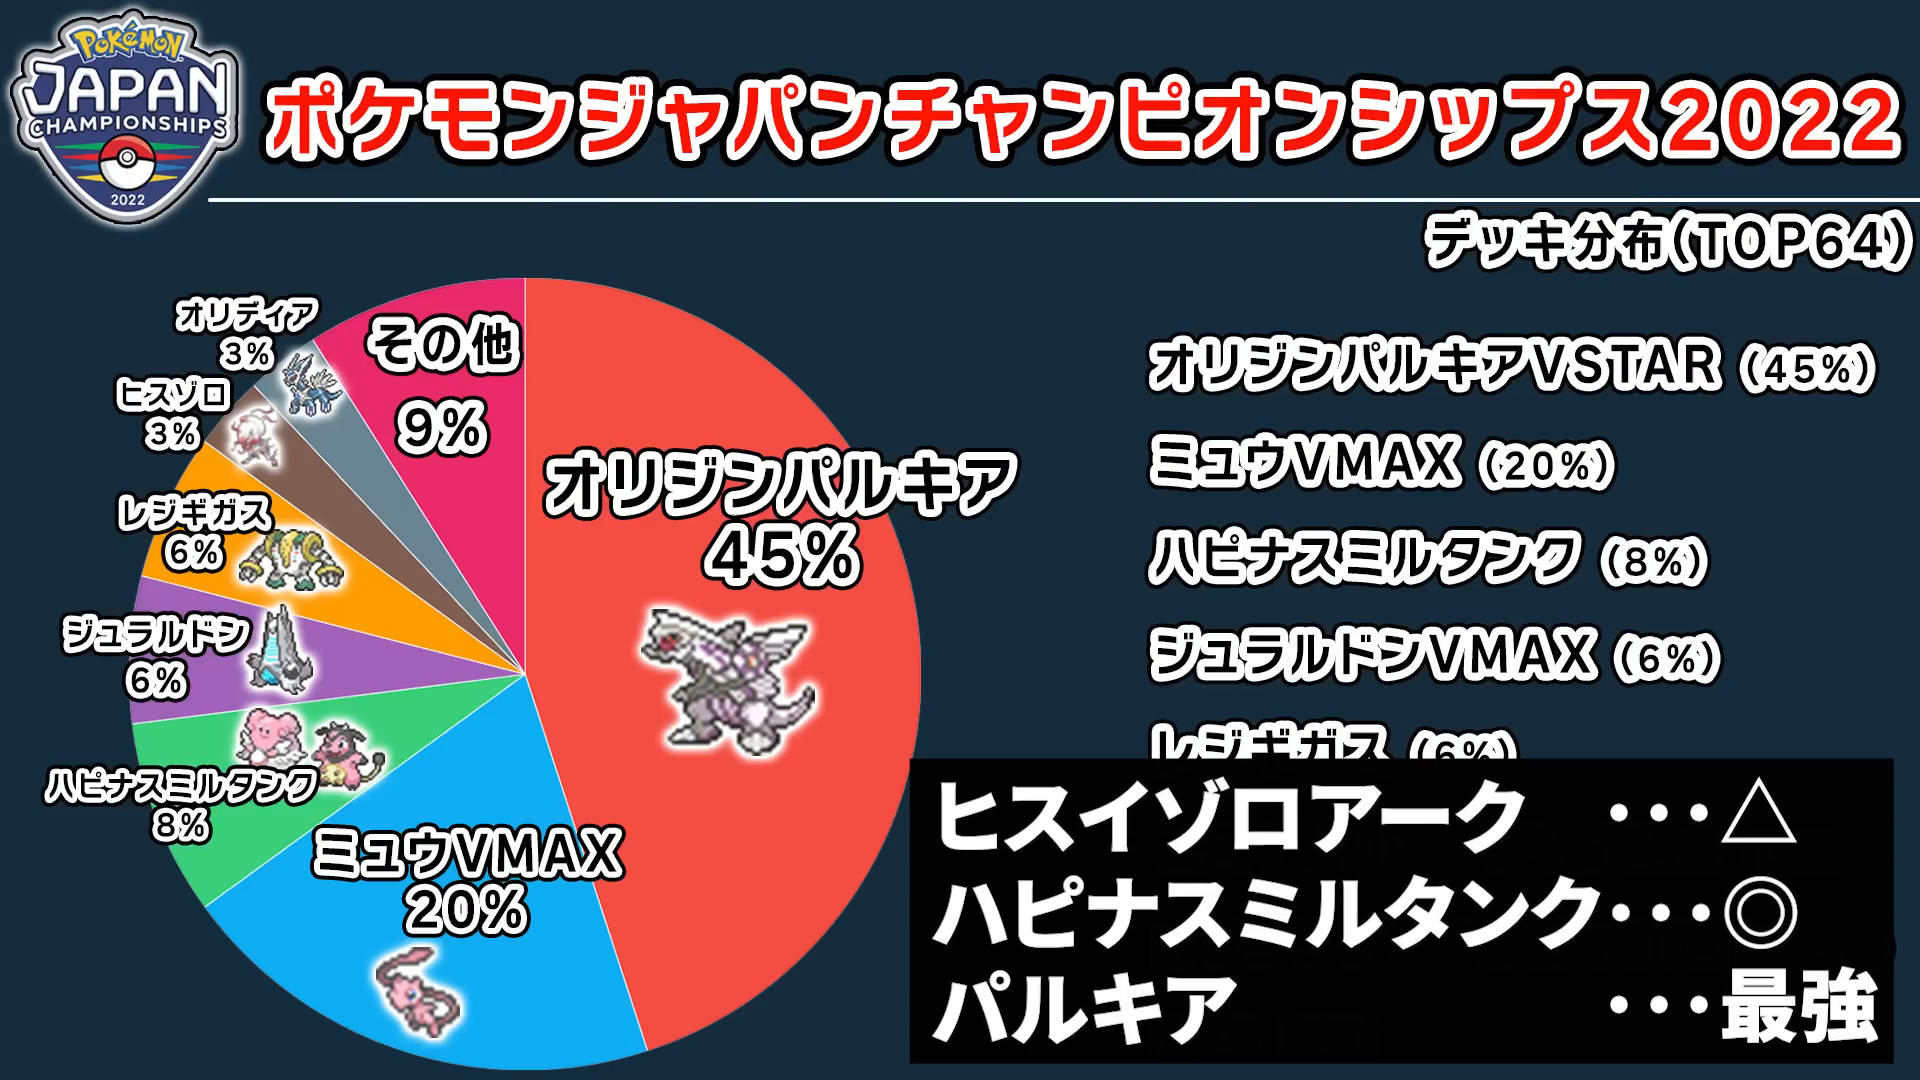 Pokémon
JAPAN
CHAMPIONSHIPS
2022
ポケモンジャパンチャンピオンシップス2022
デッキ分布(TOP64)
オリディア
3%
ヒスゾロ
3%
レジギガス
6%
ジュラルドン
6%
ハピナスミルタンク
8%
ミュウVMAX
20%
その他
9%
オリジンパルキア
45%
オリジンパルキアVSTAR (45%)
ミュウVMAX (20%)
ハピナスミルタンク (8%)
ジュラルドンVMAX (6%)
レジギガス (6%)
ヒスイゾロアーク ・・・△
ハピナスミルタンク・・・◎
パルキア ・・・最強